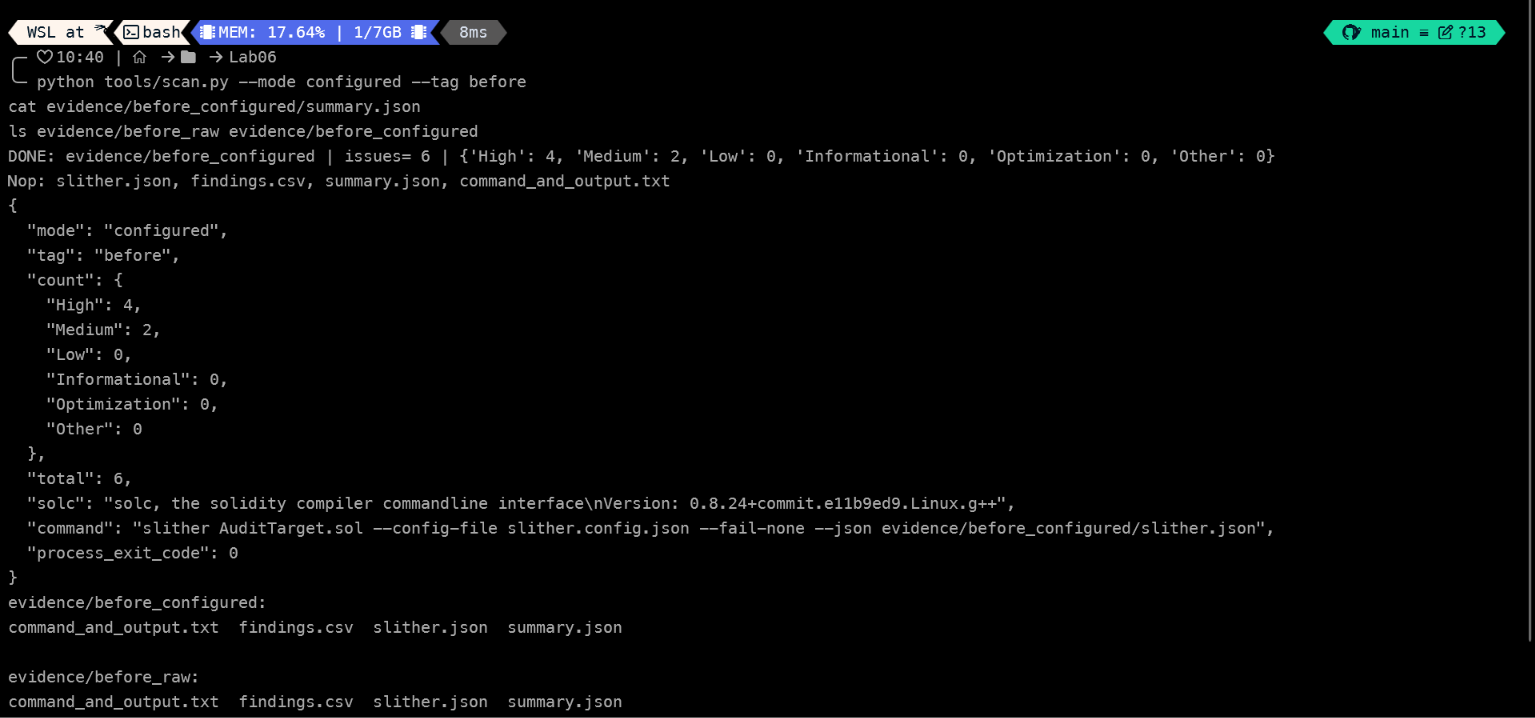 WSL at bash MEM: 17.64% | 1/7GB 8ms main ≡ ?13
10:40 | → → Lab06
python tools/scan.py --mode configured --tag before
cat evidence/before_configured/summary.json
ls evidence/before_raw evidence/before_configured
DONE: evidence/before_configured | issues= 6 | {'High': 4, 'Medium': 2, 'Low': 0, 'Informational': 0, 'Optimization': 0, 'Other': 0}
Nop: slither.json, findings.csv, summary.json, command_and_output.txt
{
  "mode": "configured",
  "tag": "before",
  "count": {
    "High": 4,
    "Medium": 2,
    "Low": 0,
    "Informational": 0,
    "Optimization": 0,
    "Other": 0
  },
  "total": 6,
  "solc": "solc, the solidity compiler commandline interface\nVersion: 0.8.24+commit.e11b9ed9.Linux.g++",
  "command": "slither AuditTarget.sol --config-file slither.config.json --fail-none --json evidence/before_configured/slither.json",
  "process_exit_code": 0
}
evidence/before_configured:
command_and_output.txt  findings.csv  slither.json  summary.json

evidence/before_raw:
command_and_output.txt  findings.csv  slither.json  summary.json